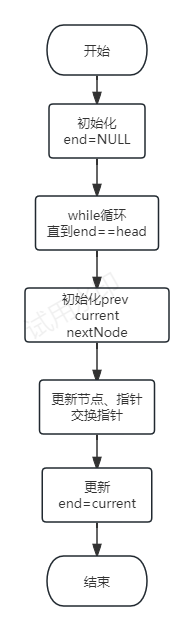 开始
初始化
end=NULL
while循环
直到end==head
初始化prev
current
nextNode
更新节点、指针
交换指针
更新
end=current
结束